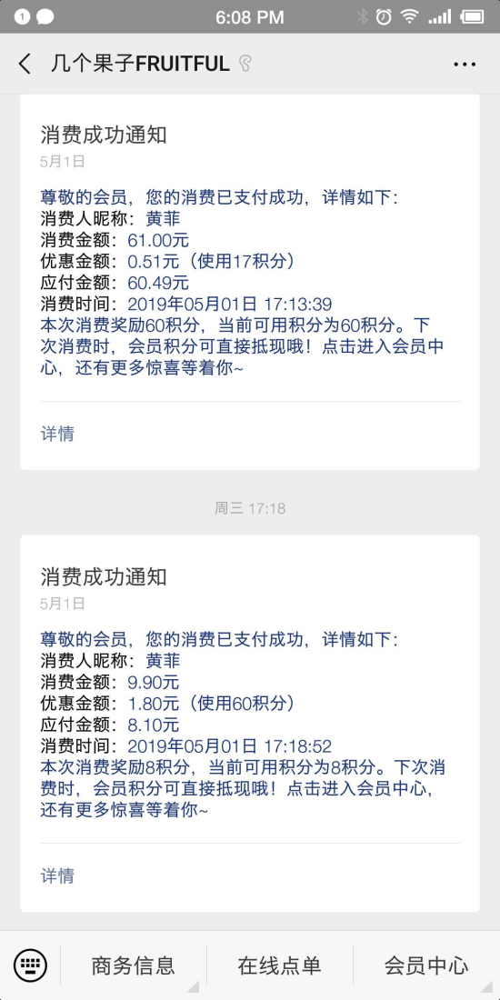 1
6:08 PM
几个果子FRUITFUL
消费成功通知
5月1日
尊敬的会员，您的消费已支付成功，详情如下：
消费人昵称：黄菲
消费金额：61.00元
优惠金额：0.51元（使用17积分）
应付金额：60.49元
消费时间：2019年05月01日 17:13:39
本次消费奖励60积分，当前可用积分为60积分。下
次消费时，会员积分可直接抵现哦！点击进入会员中
心，还有更多惊喜等着你~
详情
周三 17:18
消费成功通知
5月1日
尊敬的会员，您的消费已支付成功，详情如下：
消费人昵称：黄菲
消费金额：9.90元
优惠金额：1.80元（使用60积分）
应付金额：8.10元
消费时间：2019年05月01日 17:18:52
本次消费奖励8积分，当前可用积分为8积分。下次消
费时，会员积分可直接抵现哦！点击进入会员中心，
还有更多惊喜等着你~
详情
商务信息
在线点单
会员中心